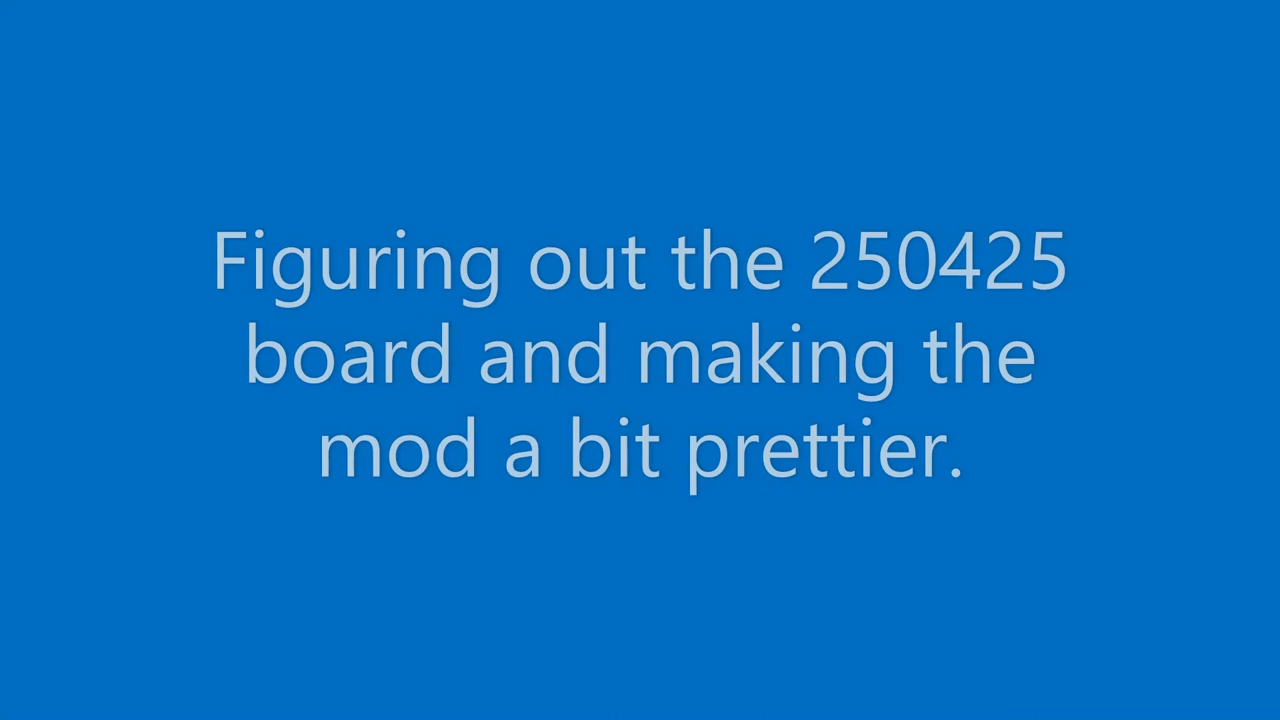 Figuring out the 250425
board and making the
mod a bit prettier.